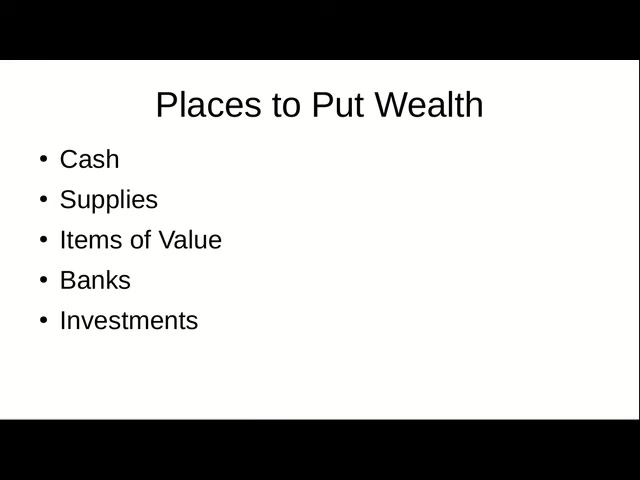 Places to Put Wealth
• Cash
• Supplies
• Items of Value
• Banks
• Investments